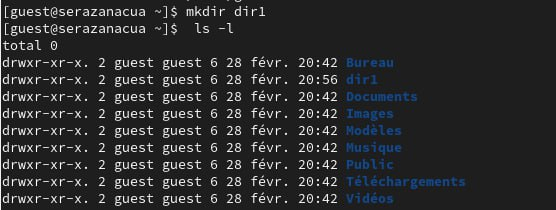 [guest@serazanacua ~]$ mkdir dir1
[guest@serazanacua ~]$  ls -l
total 0
drwxr-xr-x. 2 guest guest 6 28 févr. 20:42 Bureau
drwxr-xr-x. 2 guest guest 6 28 févr. 20:56 dir1
drwxr-xr-x. 2 guest guest 6 28 févr. 20:42 Documents
drwxr-xr-x. 2 guest guest 6 28 févr. 20:42 Images
drwxr-xr-x. 2 guest guest 6 28 févr. 20:42 Modèles
drwxr-xr-x. 2 guest guest 6 28 févr. 20:42 Musique
drwxr-xr-x. 2 guest guest 6 28 févr. 20:42 Public
drwxr-xr-x. 2 guest guest 6 28 févr. 20:42 Téléchargements
drwxr-xr-x. 2 guest guest 6 28 févr. 20:42 Vidéos